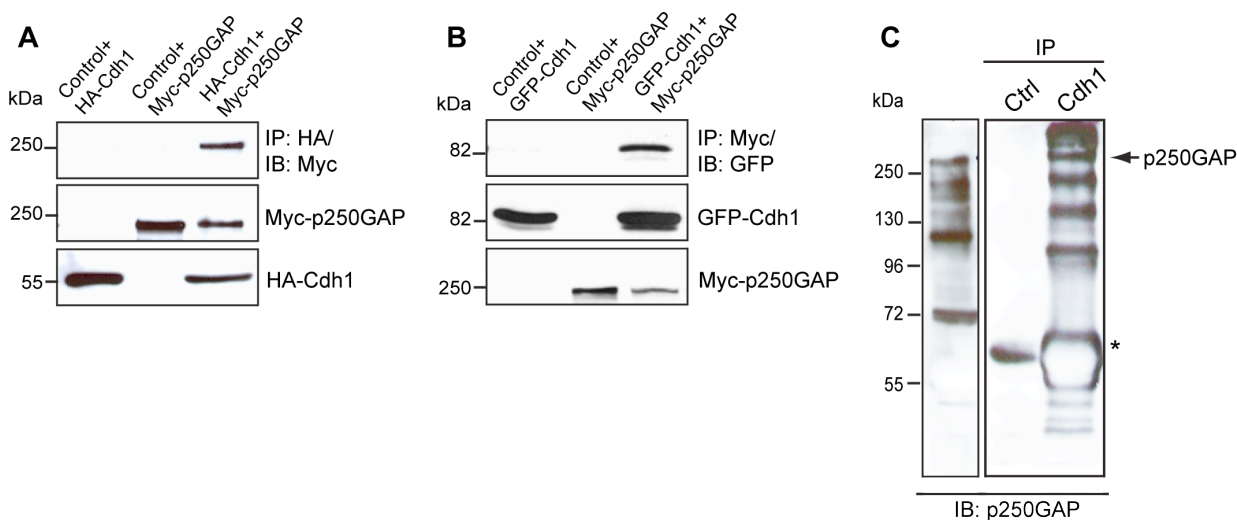 A
kDa
Control+
HA-Cdh1
Control+
Myc-p250GAP
HA-Cdh1+
Myc-p250GAP
250
IP: HA/
IB: Myc
250
Myc-p250GAP
55
HA-Cdh1
B
kDa
Control+
GFP-Cdh1
Control+
Myc-p250GAP
GFP-Cdh1+
Myc-p250GAP
82
IP: Myc/
IB: GFP
82
GFP-Cdh1
250
Myc-p250GAP
C
IP
kDa
Ctrl
Cdh1
p250GAP
250
130
96
72
*
55
IB: p250GAP